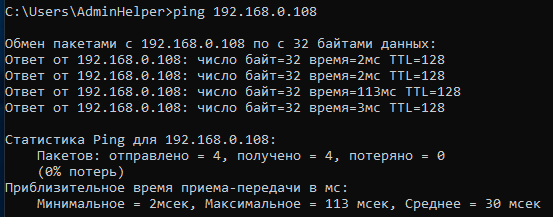 C:\Users\AdminHelper>ping 192.168.0.108
Обмен пакетами с 192.168.0.108 по с 32 байтами данных:
Ответ от 192.168.0.108: число байт=32 время=2мс TTL=128
Ответ от 192.168.0.108: число байт=32 время=2мс TTL=128
Ответ от 192.168.0.108: число байт=32 время=113мс TTL=128
Ответ от 192.168.0.108: число байт=32 время=3мс TTL=128
Статистика Ping для 192.168.0.108:
Пакетов: отправлено = 4, получено = 4, потеряно = 0
(0% потерь)
Приблизительное время приема-передачи в мс:
Минимальное = 2мсек, Максимальное = 113 мсек, Среднее = 30 мсек